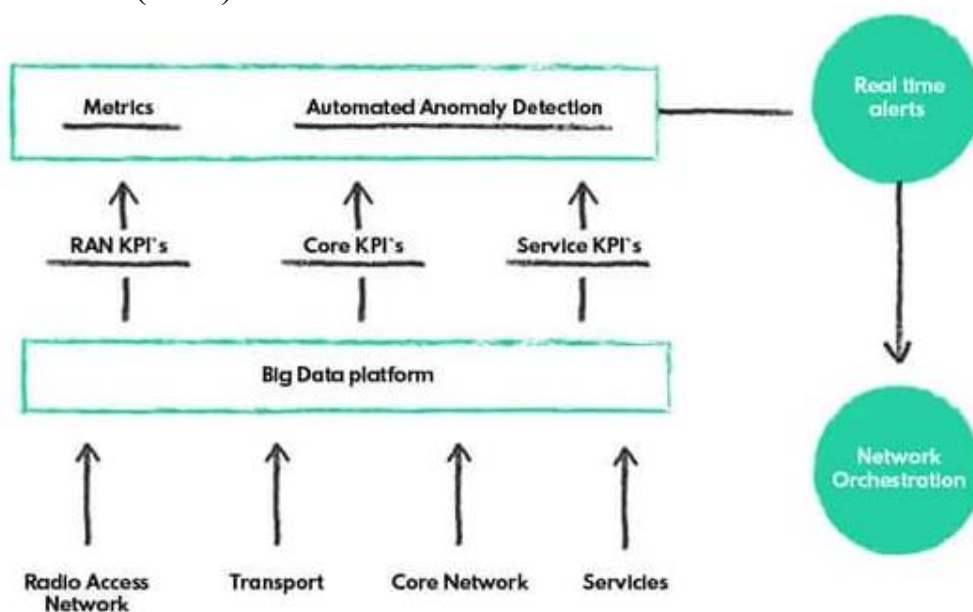 Metrics
Automated Anomaly Detection
Real time
alerts
RAN KPI`s
Core KPI`s
Service KPI`s
Big Data platform
Network
Orchestration
Radio Access
Network
Transport
Core Network
Servicies